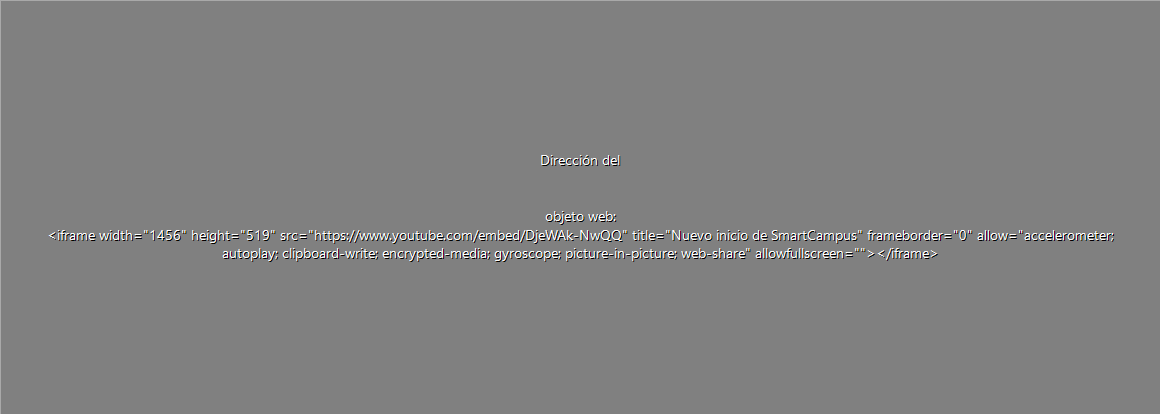 Dirección del
objeto web:
<iframe width="1456" height="519" src="https://www.youtube.com/embed/DjeWAk-NwQQ" title="Nuevo inicio de SmartCampus" frameborder="0" allow="accelerometer;
autoplay; clipboard-write; encrypted-media; gyroscope; picture-in-picture; web-share" allowfullscreen=""></iframe>